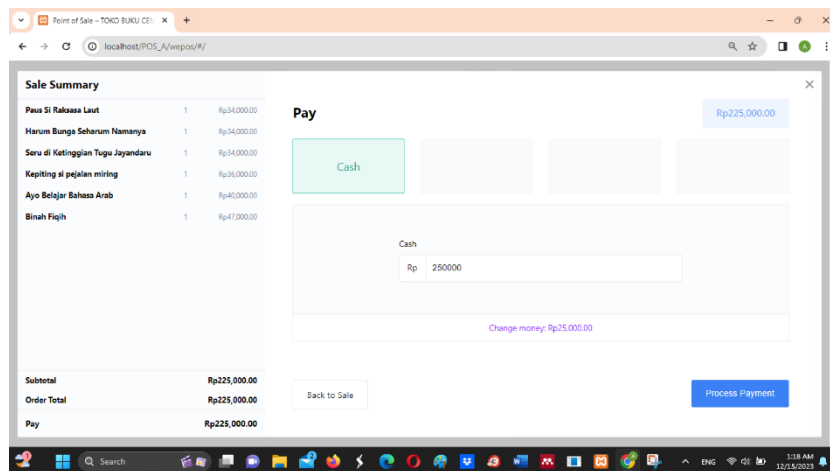 Point of Sale – TOKO BUKU CE
localhost/POS_A/wepos/#/
A
Sale Summary
Paus Si Raksasa Laut 1 Rp34,000.00
Harum Bunga Seharum Namanya 1 Rp34,000.00
Seru di Ketinggian Tugu Jayandaru 1 Rp34,000.00
Kepiting si pejalan miring 1 Rp36,000.00
Ayo Belajar Bahasa Arab 1 Rp40,000.00
Binah Fiqih 1 Rp47,000.00
Subtotal Rp225,000.00
Order Total Rp225,000.00
Pay Rp225,000.00
Pay Rp225,000.00
Cash
Cash
Rp 250000
Change money: Rp25,000.00
Back to Sale
Process Payment
Search
ENG
1:18 AM
12/15/2023